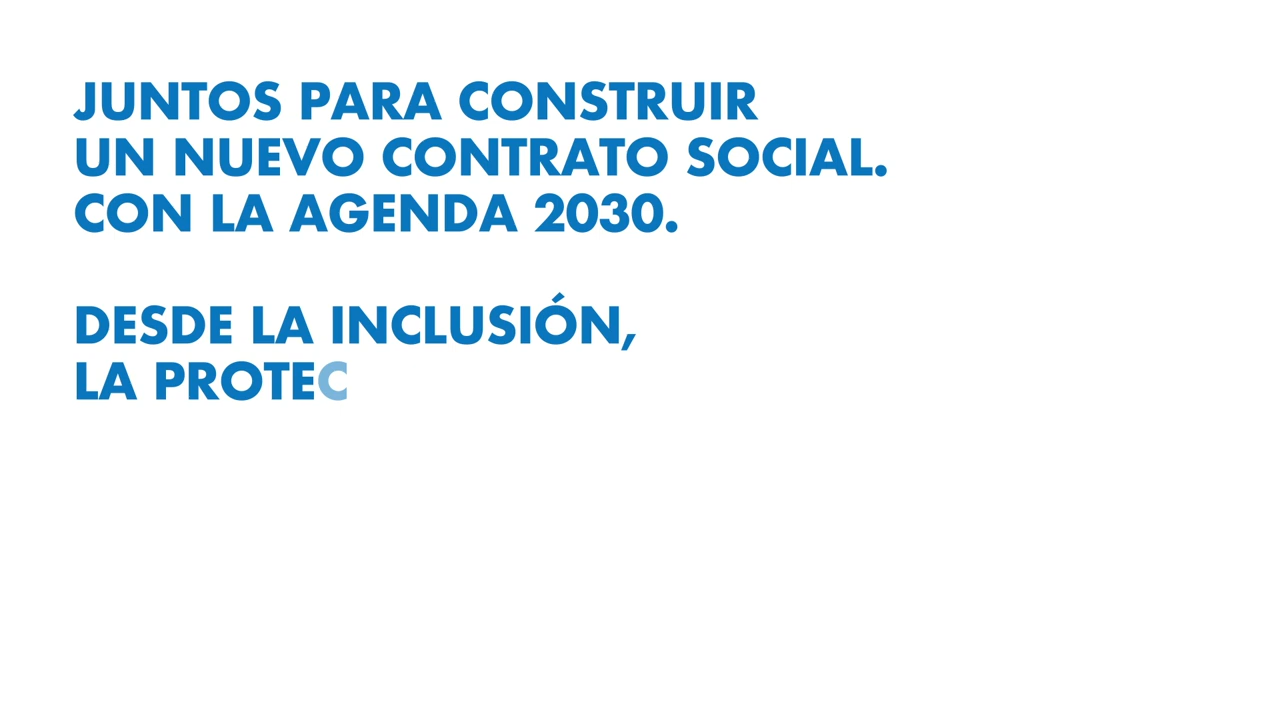 JUNTOS PARA CONSTRUIR
UN NUEVO CONTRATO SOCIAL.
CON LA AGENDA 2030.
DESDE LA INCLUSIÓN,
LA PROTEC